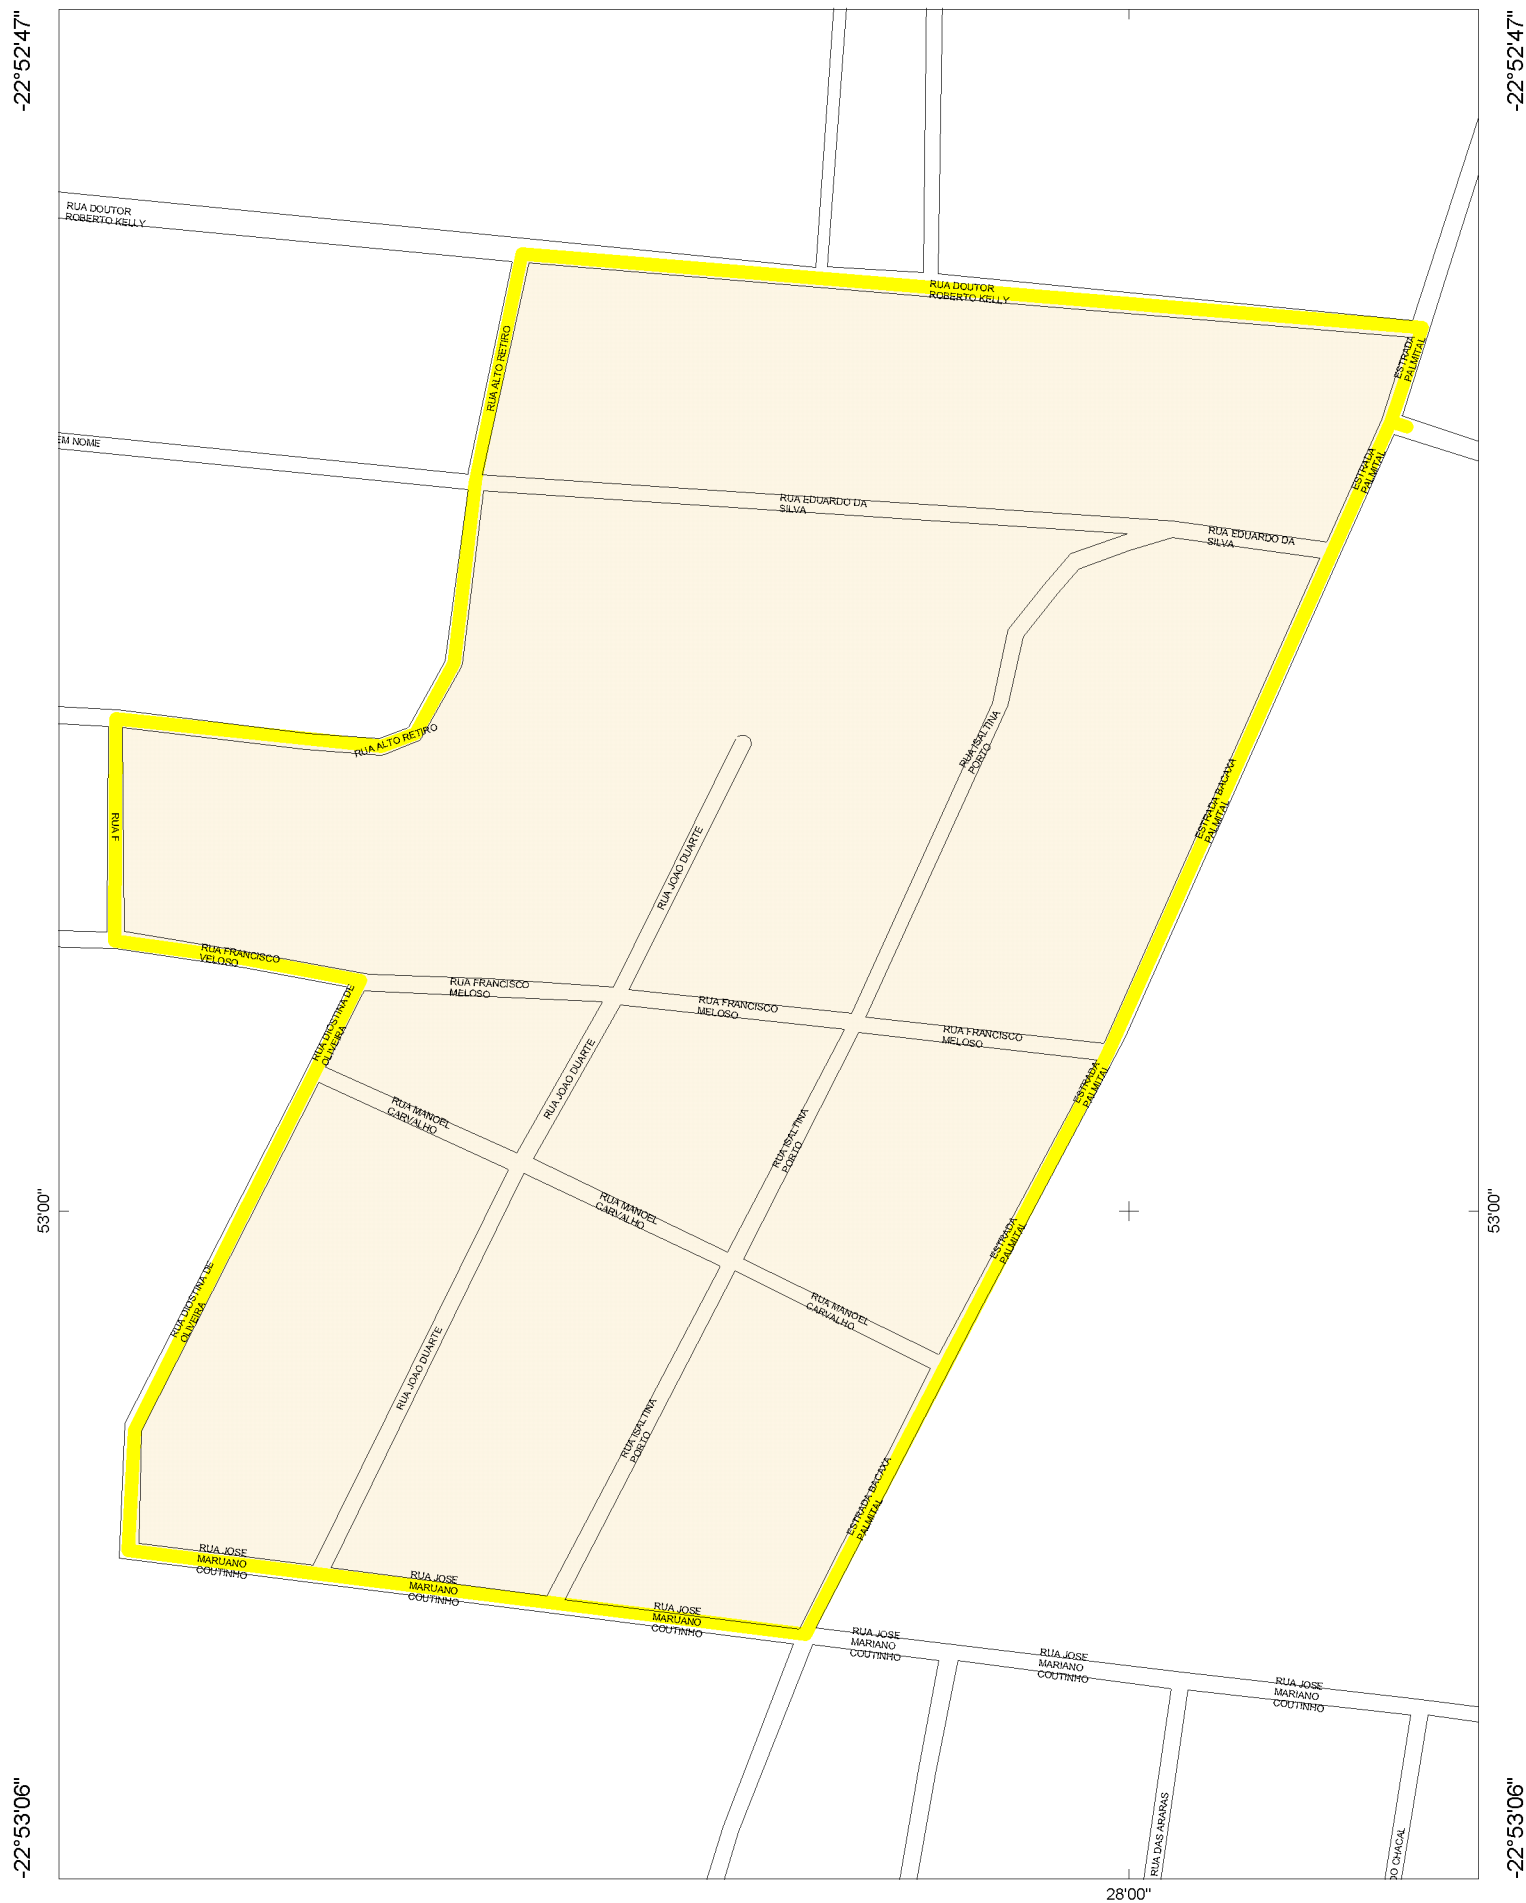 -22°52'47"
-22°52'47"
RUA DOUTOR
ROBERTO KELLY
RUA DOUTOR
ROBERTO KELLY
ESTRADA
PALMITAL
RUA ALTO RETIRO
EM NOME
ESTRADA
PALMITAL
RUA EDUARDO DA
SILVA
RUA EDUARDO DA
SILVA
RUA ALTO RETIRO
RUA ISALTINA
PORTO
ESTRADA BACAXA
PALMITAL
RUA F
RUA JOAO DUARTE
RUA FRANCISCO
VELOSO
RUA FRANCISCO
MELOSO
RUA FRANCISCO
MELOSO
RUA FRANCISCO
MELOSO
RUA DIOSTINA DE
OLIVEIRA
RUA JOAO DUARTE
ESTRADA
PALMITAL
RUA MANOEL
CARVALHO
RUA ISALTINA
PORTO
RUA MANOEL
CARVALHO
53'00"
53'00"
ESTRADA
PALMITAL
RUA DIOSTINA DE
OLIVEIRA
RUA MANOEL
CARVALHO
RUA JOAO DUARTE
RUA ISALTINA
PORTO
ESTRADA BACAXA
PALMITAL
RUA JOSE
MARUANO
COUTINHO
RUA JOSE
MARUANO
COUTINHO
RUA JOSE
MARUANO
COUTINHO
RUA JOSE
MARIANO
COUTINHO
RUA JOSE
MARIANO
COUTINHO
RUA JOSE
MARIANO
COUTINHO
RUA DAS ARARAS
DO CHACAL
-22°53'06"
-22°53'06"
28'00"